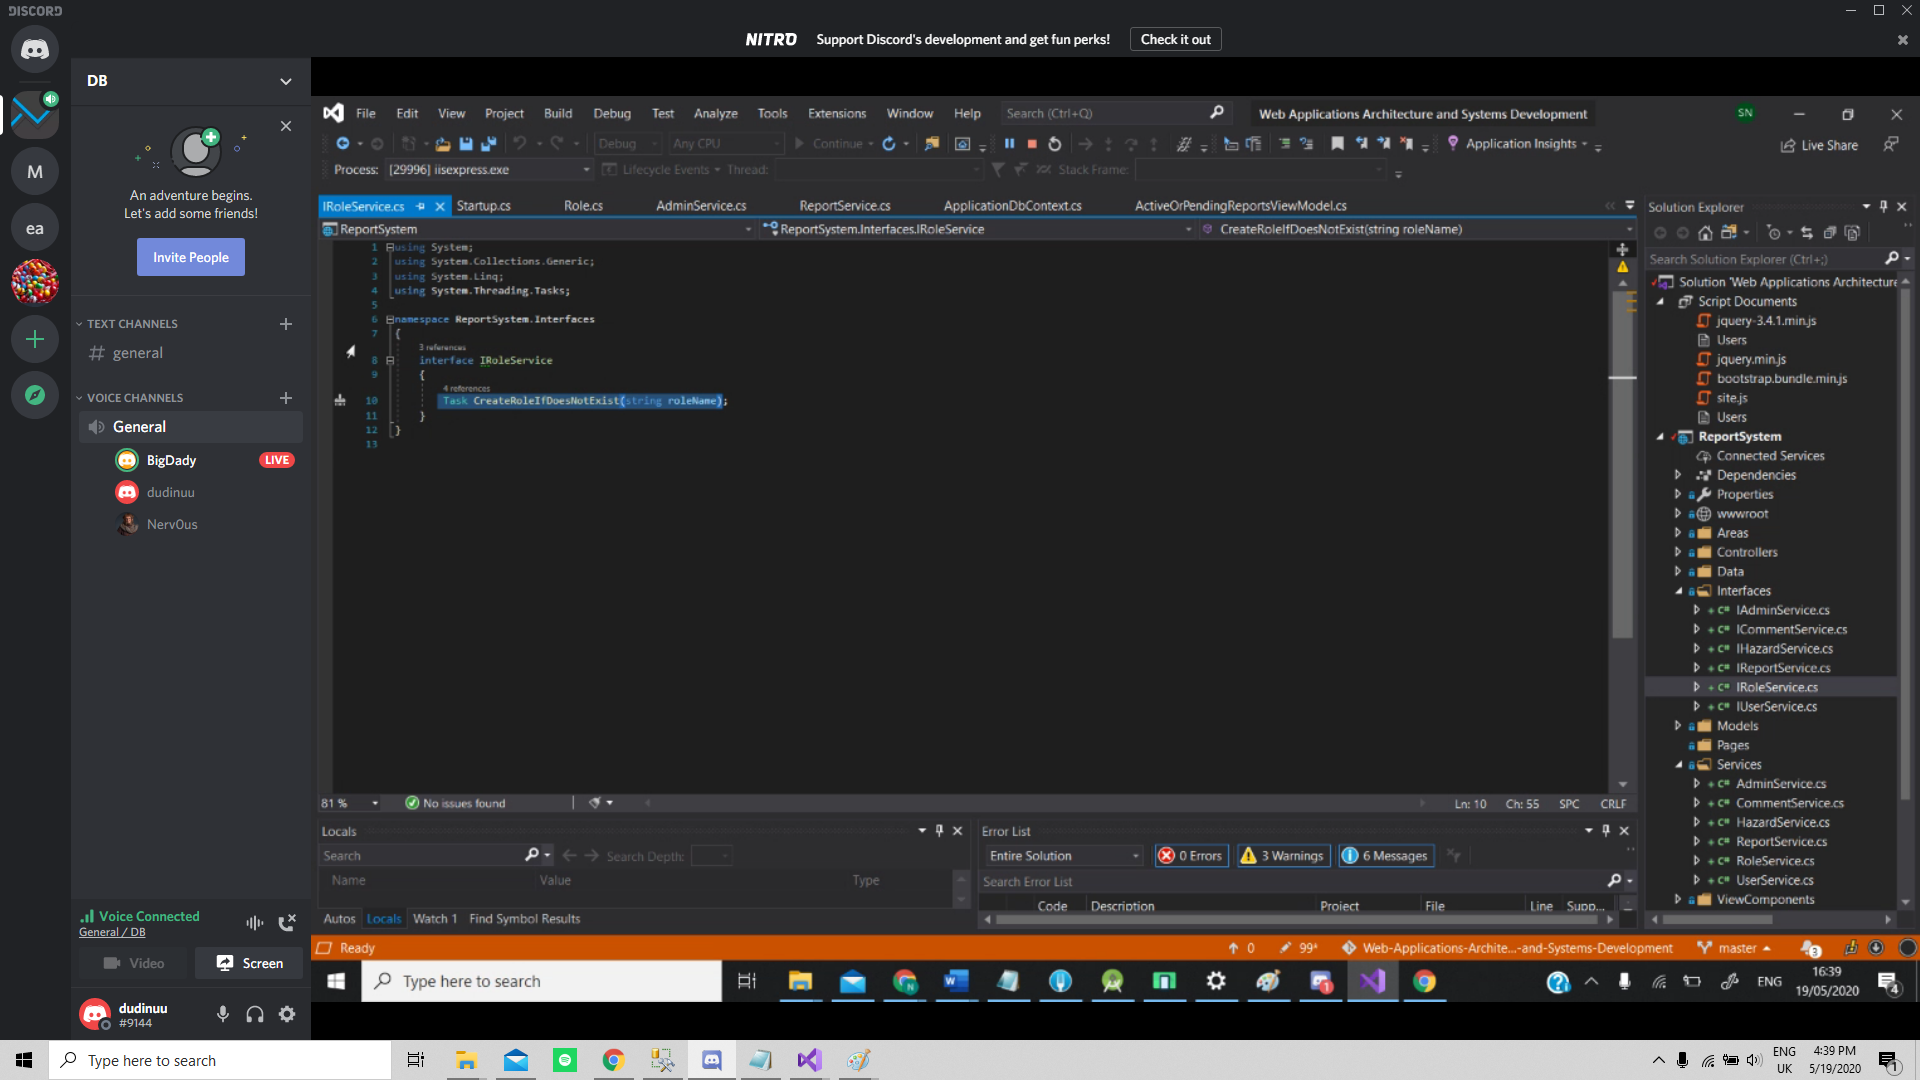 DISCORD
NITRO Support Discord's development and get fun perks! Check it out
DB
An adventure begins.
Let's add some friends!
Invite People
TEXT CHANNELS
general
VOICE CHANNELS
General
BigDady LIVE
dudinuu
Nerv0us
M
ea
Voice Connected
General / DB
Video Screen
dudinuu
#9144
File Edit View Project Build Debug Test Analyze Tools Extensions Window Help Search (Ctrl+Q) Web Applications Architecture and Systems Development SN
Debug Any CPU Continue Application Insights Live Share
Process: [29996] iisexpress.exe Lifecycle Events Thread: Stack Frame:
IRoleService.cs Startup.cs Role.cs AdminService.cs ReportService.cs ApplicationDbContext.cs ActiveOrPendingReportsViewModel.cs
ReportSystem ReportSystem.Interfaces.IRoleService CreateRoleIfDoesNotExist(string roleName)
1 using System;
2 using System.Collections.Generic;
3 using System.Linq;
4 using System.Threading.Tasks;
5
6 namespace ReportSystem.Interfaces
7 {
3 references
8 interface IRoleService
9 {
4 references
10 Task CreateRoleIfDoesNotExist(string roleName);
11 }
12 }
13
81 % No issues found Ln: 10 Ch: 55 SPC CRLF
Locals
Search Search Depth:
Name Value Type
Autos Locals Watch 1 Find Symbol Results
Error List
Entire Solution 0 Errors 3 Warnings 6 Messages
Search Error List
Code Description Project File Line Supp...
Solution Explorer
Search Solution Explorer (Ctrl+;)
Solution 'Web Applications Architecture
Script Documents
jquery-3.4.1.min.js
Users
jquery.min.js
bootstrap.bundle.min.js
site.js
Users
ReportSystem
Connected Services
Dependencies
Properties
wwwroot
Areas
Controllers
Data
Interfaces
C# IAdminService.cs
C# ICommentService.cs
C# IHazardService.cs
C# IReportService.cs
C# IRoleService.cs
C# IUserService.cs
Models
Pages
Services
C# AdminService.cs
C# CommentService.cs
C# HazardService.cs
C# ReportService.cs
C# RoleService.cs
C# UserService.cs
ViewComponents
Ready 0 99+ Web-Applications-Archite...-and-Systems-Development master 3
Type here to search ENG 16:39
19/05/2020 4
Type here to search ENG 4:39 PM
UK 5/19/2020 1